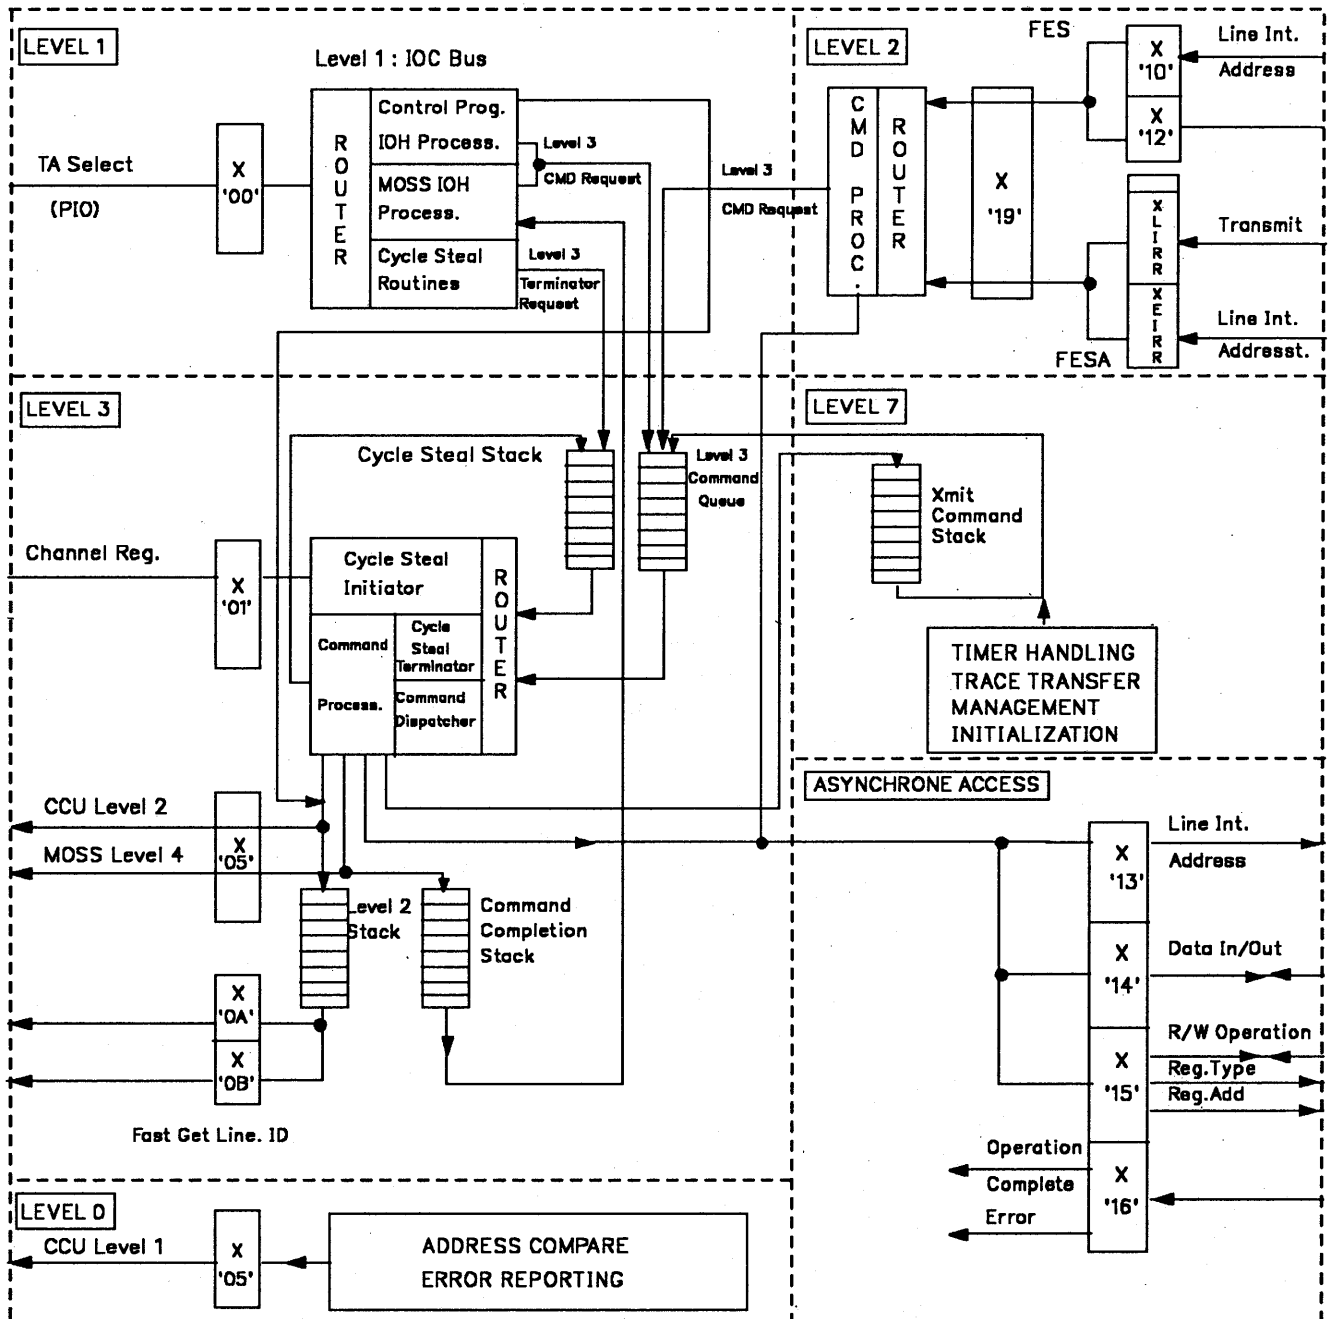 LEVEL 1
Level 1 : IOC Bus
ROUTER
Control Prog.
IOH Process.
MOSS IOH
Process.
Cycle Steal
Routines
TA Select
(PIO)
X
'00'
Level 3
CMD Request
Level 3
Terminator
Request
LEVEL 2
Level 3
CMD Request
CMD PROC.
ROUTER
X
'19'
FES
X
'10'
X
'12'
Line Int.
Address
XLIRR
XEIRR
Transmit
Line Int.
Addresst.
FESA
LEVEL 3
Cycle Steal Stack
Level 3
Command
Queue
Channel Reg.
X
'01'
Cycle Steal
Initiator
Command
Process.
Cycle
Steal
Terminator
Command
Dispatcher
ROUTER
CCU Level 2
MOSS Level 4
X
'05'
Level 2
Stack
Command
Completion
Stack
X
'0A'
X
'0B'
Fast Get Line. ID
LEVEL 7
Xmit
Command
Stack
TIMER HANDLING
TRACE TRANSFER
MANAGEMENT
INITIALIZATION
ASYNCHRONE ACCESS
X
'13'
Line Int.
Address
X
'14'
Data In/Out
X
'15'
R/W Operation
Reg.Type
Reg.Add
X
'16'
Operation
Complete
Error
LEVEL 0
CCU Level 1
X
'05'
ADDRESS COMPARE
ERROR REPORTING